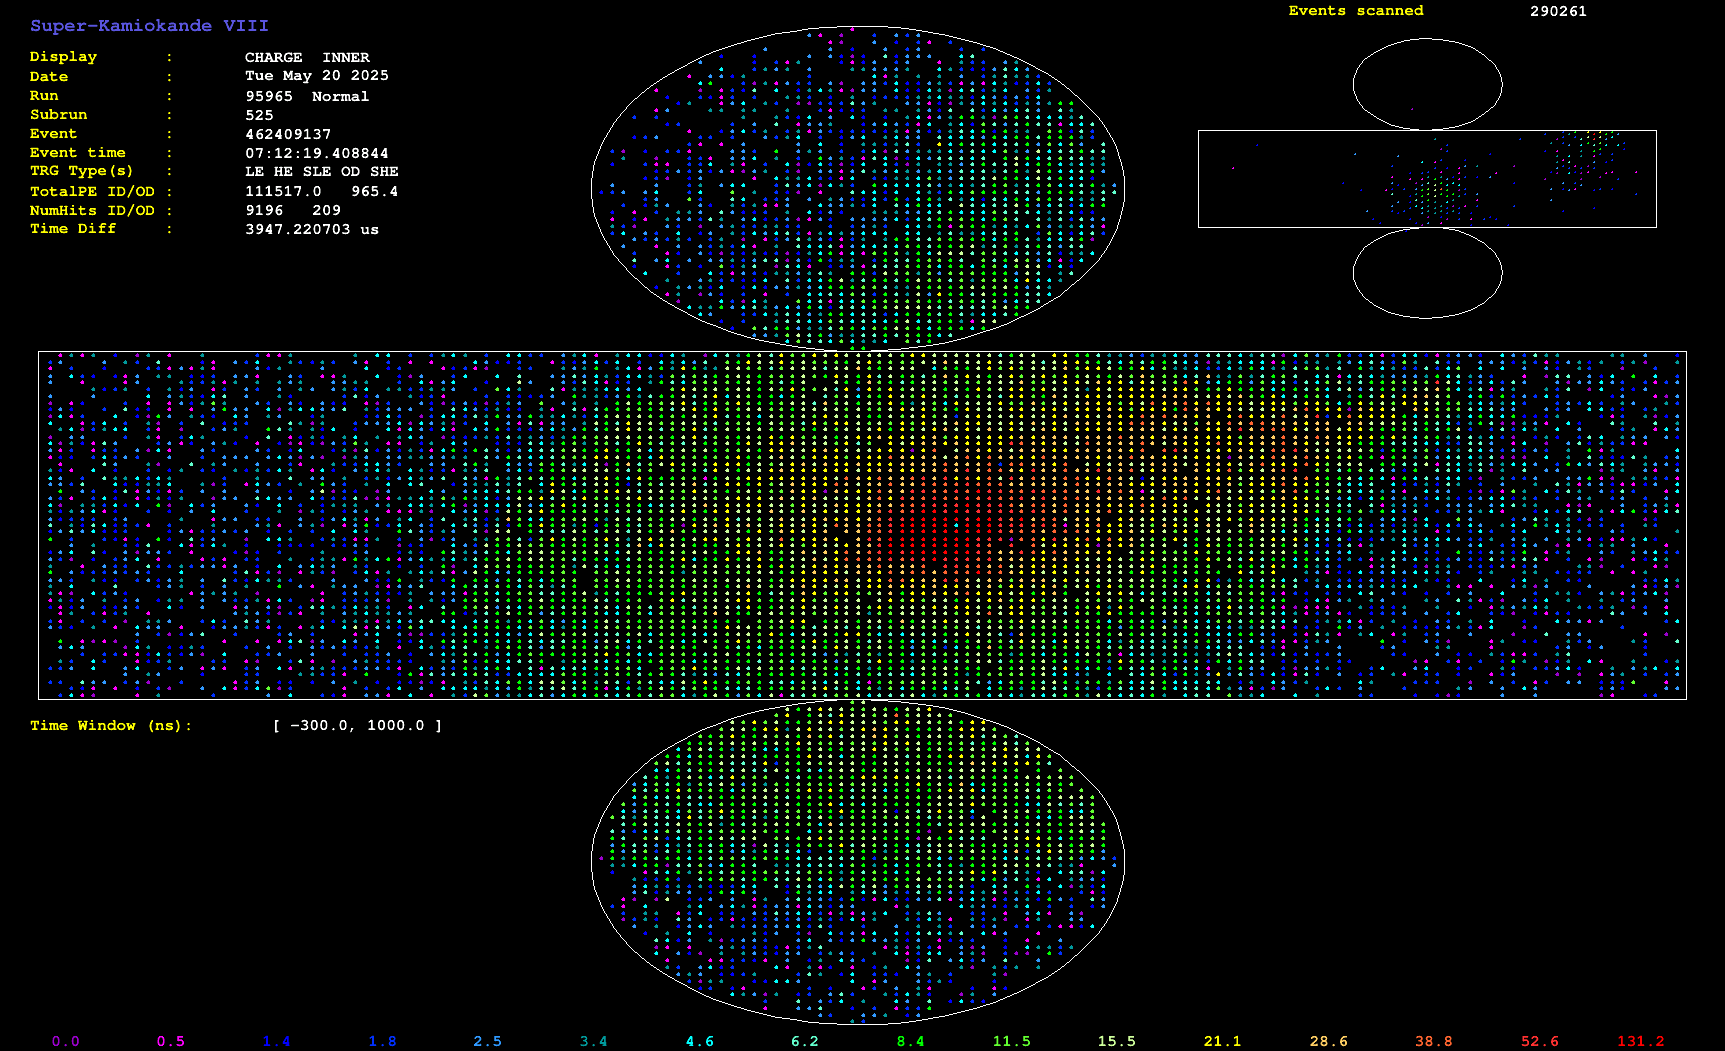 Super-Kamiokande VIII
Events scanned 290261
Display : CHARGE INNER
Date : Tue May 20 2025
Run : 95965 Normal
Subrun : 525
Event : 462409137
Event time : 07:12:19.408844
TRG Type(s) : LE HE SLE OD SHE
TotalPE ID/OD : 111517.0 965.4
NumHits ID/OD : 9196 209
Time Diff : 3947.220703 us
Time Window (ns): [ -300.0, 1000.0 ]
0.0 0.5 1.4 1.8 2.5 3.4 4.6 6.2 8.4 11.5 15.5 21.1 28.6 38.8 52.6 131.2